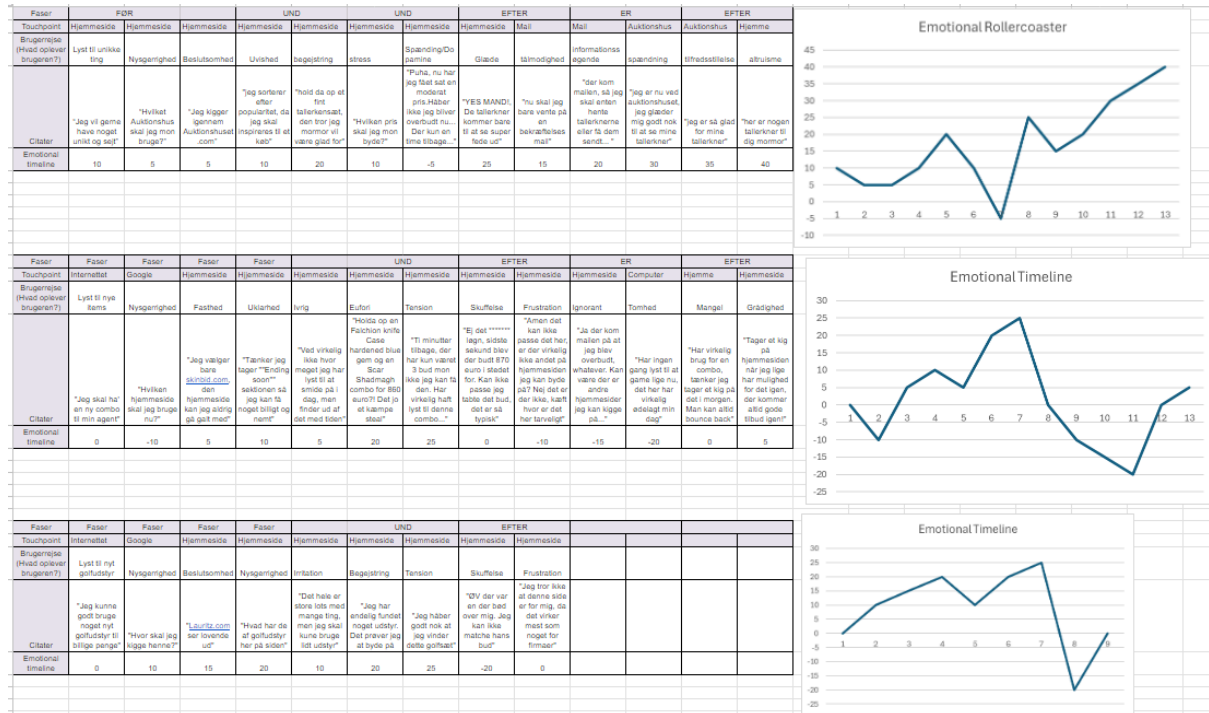 Faser FØR UND UND EFTER ER EFTER
Touchpoint Hjemmeside Hjemmeside Hjemmeside Hjemmeside Hjemmeside Hjemmeside Hjemmeside Hjemmeside Mail Mail Auktionshus Auktionshus Hjemme
Brugerrejse (Hvad oplever brugeren?) Lyst til unikke ting Nysgerrighed Beslutsomhed Uvished begejstring stress Spænding/Dopamine Glæde tålmodighed informationssøgende spændning tilfredsstillelse altruisme
Citater "Jeg vil gerne have noget unikt og sejt" "Hvilket Auktionshus skal jeg mon bruge?" "Jeg kigger igennem Auktionshuset.com" "jeg sorterer efter popularitet, da jeg skal inspireres til et køb" "hold da op et fint tallerkensæt, den tror jeg mormor vil være glad for" "Hvilken pris skal jeg mon byde?" "Puha, nu har jeg fået sat en moderat pris.Håber ikke jeg bliver overbudt nu... Der kun en time tilbage..." "YES MAND!, De tallerkner kommer bare til at se super fede ud" "nu skal jeg bare vente på en bekræftelses mail" "der kom mailen, så jeg skal enten hente tallerknerne eller få dem sendt... " "jeg er nu ved auktionshuset, jeg glæder mig godt nok til at se mine tallerkner" "jeg er så glad for mine tallerkner" "her er nogen tallerkner til dig mormor"
Emotional timeline 10 5 5 10 20 10 -5 25 15 20 30 35 40
Emotional Rollercoaster
45
40
35
30
25
20
15
10
5
0
-5
-10
1 2 3 4 5 6 7 8 9 10 11 12 13
Faser Faser Faser Faser Faser UND EFTER ER EFTER
Touchpoint Internettet Google Hjemmeside Hjemmeside Hjemmeside Hjemmeside Hjemmeside Hjemmeside Hjemmeside Hjemmeside Computer Hjemme Hjemmeside
Brugerrejse (Hvad oplever brugeren?) Lyst til nye items Nysgerrighed Fasthed Uklarhed Ivrig Eufori Tension Skuffelse Frustration Ignorant Tomhed Mangel Grådighed
Citater "Jeg skal ha' en ny combo til min agent" "Hvilken hjemmeside skal jeg bruge nu?" "Jeg vælger bare skinbid.com, den hjemmeside kan jeg aldrig gå galt med" "Tænker jeg tager ""Ending soon"" sektionen så jeg kan få noget billigt og nemt" "Ved virkelig ikke hvor meget jeg har lyst til at smide på i dag, men finder ud af det med tiden" "Holda op en Falchion knife Case hardened blue gem og en Scar Shadmagh combo for 860 euro?! Det jo et kæmpe steal" "Ti minutter tilbage, der har kun været 3 bud mon ikke jeg kan få den. Har virkelig haft lyst til denne combo..." "Ej det ******* løgn, sidste sekund blev der budt 870 euro i stedet for. Kan ikke passe jeg tabte det bud, det er så typisk" "Amen det kan ikke passe det her, er der virkelig ikke andet på hjemmesiden jeg kan byde på? Nej det er der ikke, kæft hvor er det her tarveligt" "Ja der kom mailen på at jeg blev overbudt, whatever. Kan være der er andre hjemmeside jeg kan kigge på..." "Har ingen gang lyst til at game lige nu, det her har virkelig ødelagt min dag" "Har virkelig brug for en combo, tænker jeg tager et kig på det i morgen. Man kan altid bounce back" "Tager et kig på hjemmesiden når jeg lige har mulighed for det igen, der kommer altid gode tilbud igen!"
Emotional timeline 0 -10 5 10 5 20 25 0 -10 -15 -20 0 5
Emotional Timeline
30
25
20
15
10
5
0
-5
-10
-15
-20
-25
1 2 3 4 5 6 7 8 9 10 11 12 13
Faser Faser Faser Faser Faser UND EFTER
Touchpoint Internettet Google Hjemmeside Hjemmeside Hjemmeside Hjemmeside Hjemmeside Hjemmeside Hjemmeside
Brugerrejse (Hvad oplever brugeren?) Lyst til nyt golfudstyr Nysgerrighed Beslutsomhed Nysgerrighed Irritation Begejstring Tension Skuffelse Frustration
Citater "Jeg kunne godt bruge noget nyt golfudstyr til billige penge" "Hvor skal jeg kigge henne?" "Lauritz.com ser lovende ud" "Hvad har de af golfudstyr her på siden" "Det hele er store lots med mange ting, men jeg skal kune bruge lidt udstyr" "Jeg har endelig fundet noget udstyr. Det prøver jeg at byde på "Jeg håber godt nok at jeg vinder dette golfsæt" "ØV der var en der bød over mig. Jeg kan ikke matche hans bud" "Jeg tror ikke at denne side er for mig, da det virker mest som noget for firmaer"
Emotional timeline 0 10 15 20 10 20 25 -20 0
Emotional Timeline
30
25
20
15
10
5
0
-5
-10
-15
-20
-25
1 2 3 4 5 6 7 8 9